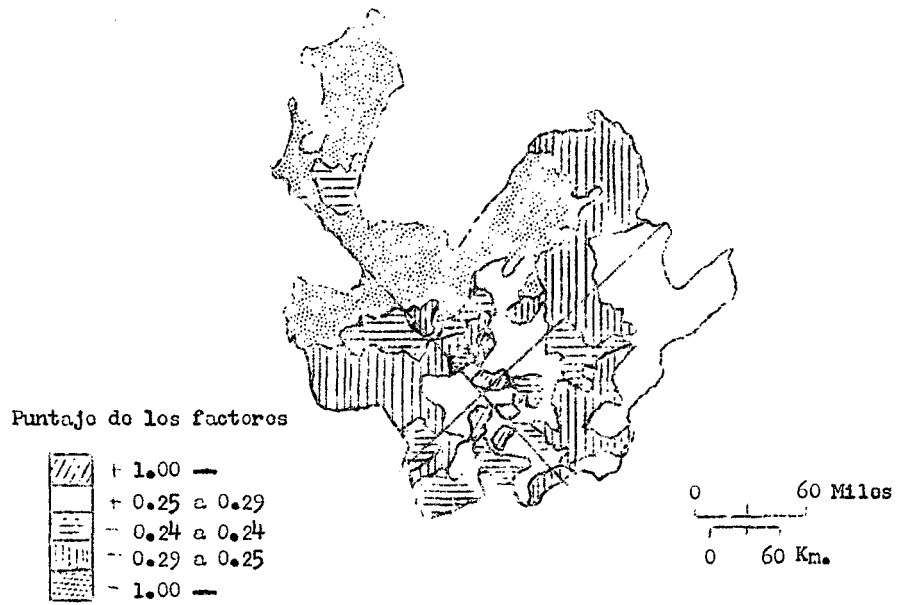 Puntaje de los factores
+ 1.00 —
+ 0.25 a 0.29
- 0.24 a 0.24
- 0.29 a 0.25
- 1.00 —
0 60 Miles
0 60 Km.